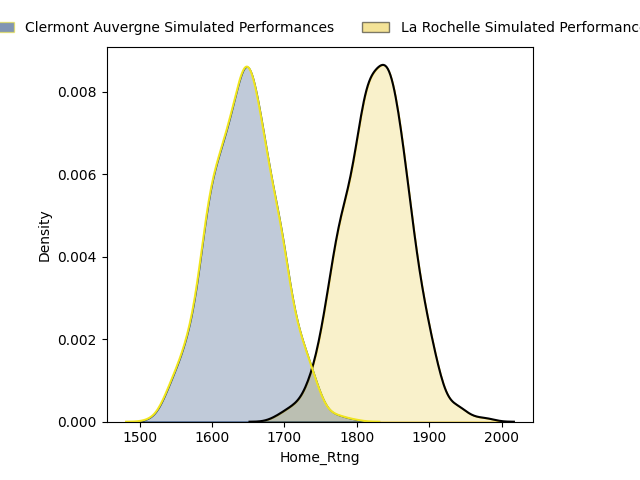 Clermont Auvergne Simulated Performances La Rochelle Simulated Performanc
0.008
0.006
0.004
0.002
0.000
Density
1500 1600 1700 1800 1900 2000
Home_Rtng